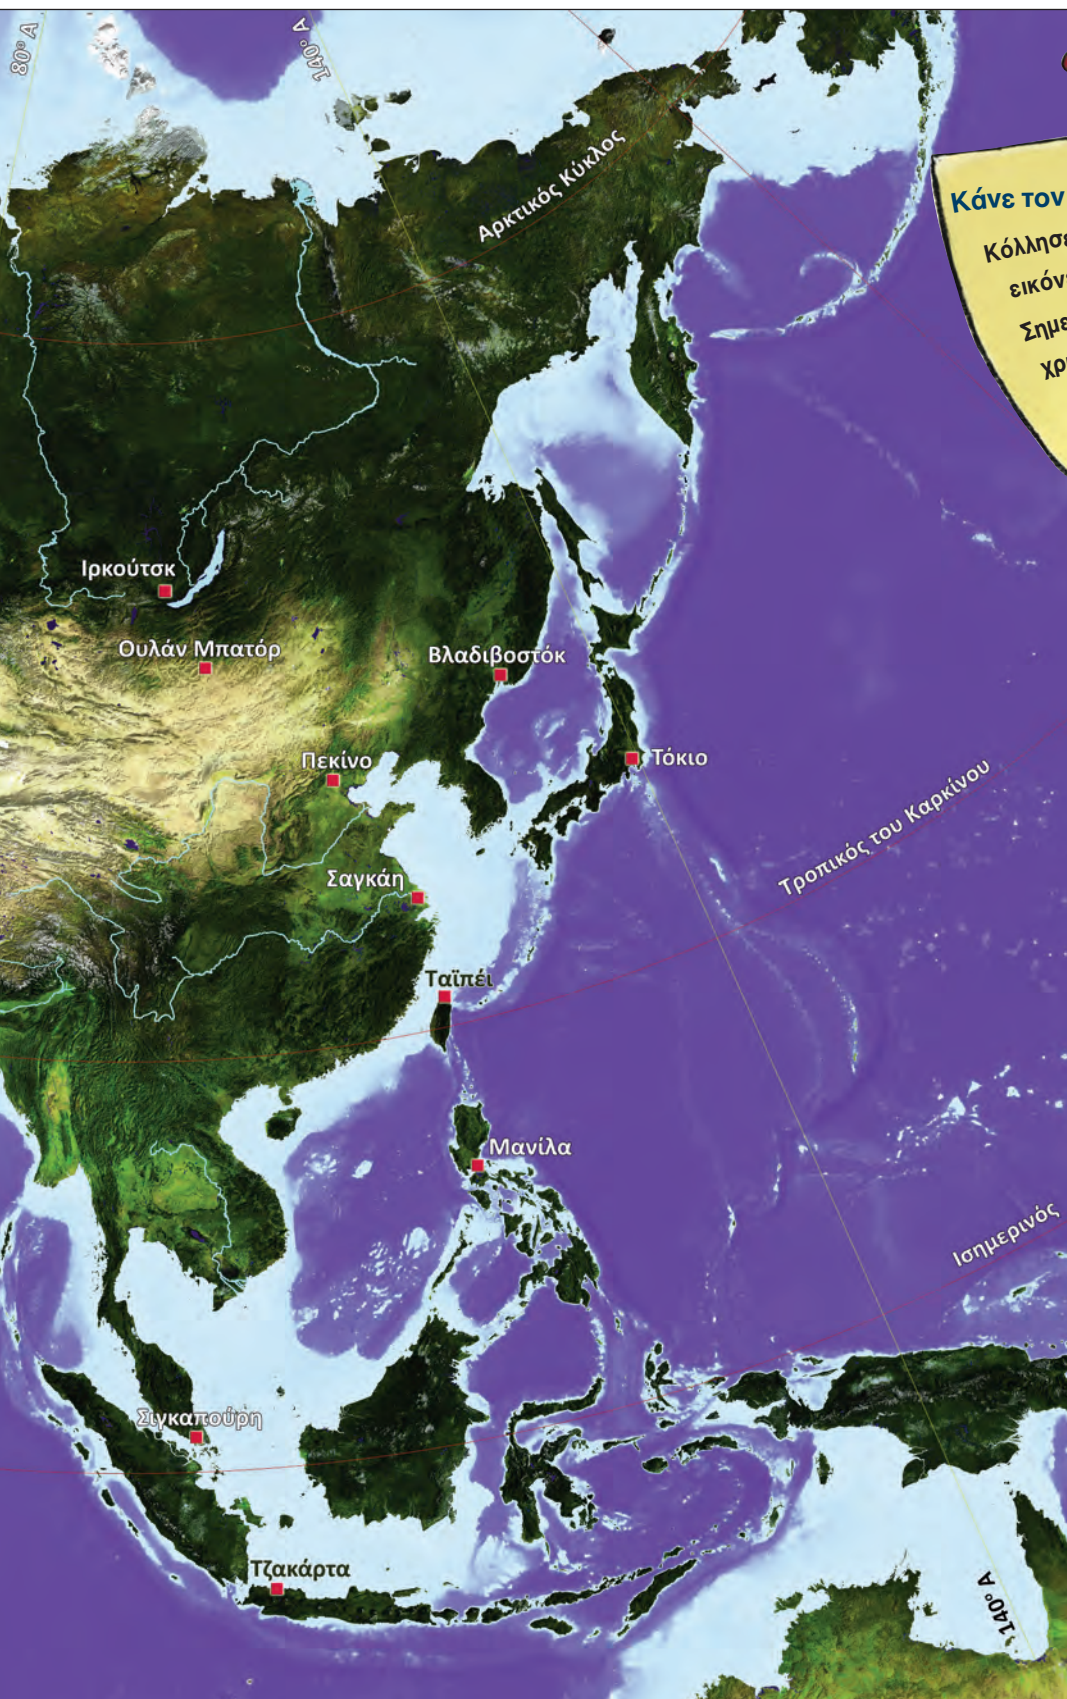 80° Α
140° Α
Αρκτικός Κύκλος
Κάνε τον
Κόλλησε
εικόνε
Σημε
χρ
Ιρκούτσκ
Ουλάν Μπατόρ
Βλαδιβοστόκ
Πεκίνο
Τόκιο
Τροπικός του Καρκίνου
Σαγκάη
Ταϊπέι
Μανίλα
Ισημερινός
Σιγκαπούρη
Τζακάρτα
140° Α